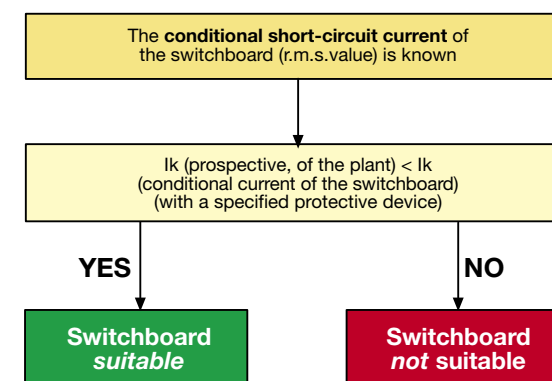 The conditional short-circuit current of
the switchboard (r.m.s.value) is known
Ik (prospective, of the plant) < Ik
(conditional current of the switchboard)
(with a specified protective device)
YES
NO
Switchboard
suitable
Switchboard
not suitable